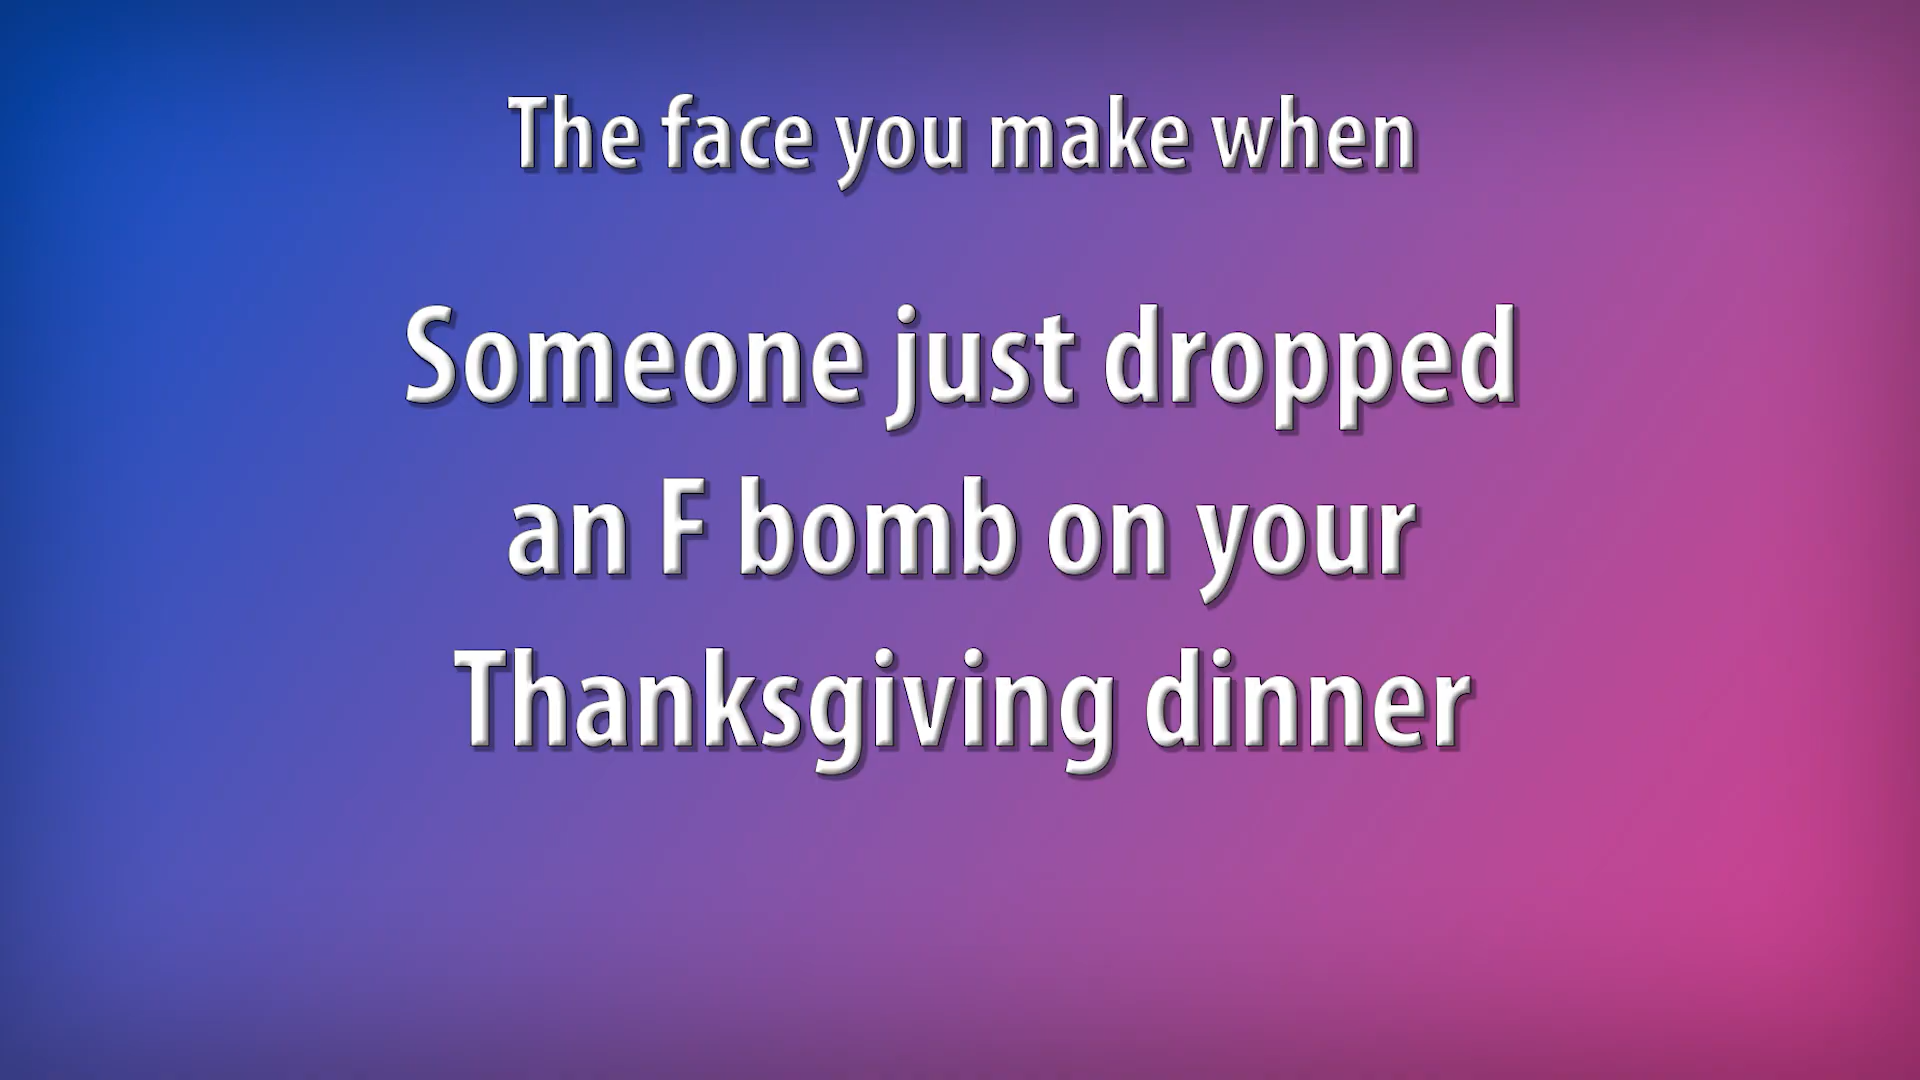 The face you make when
Someone just dropped
an F bomb on your
Thanksgiving dinner